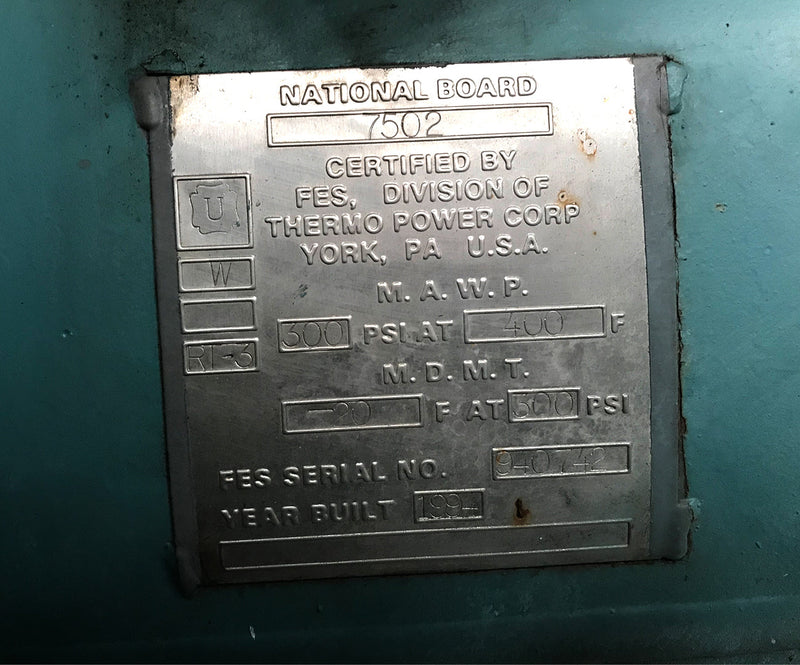 NATIONAL BOARD
7502
CERTIFIED BY
FES, DIVISION OF
THERMO POWER CORP
YORK, PA U.S.A.
U
W
RT-3
M. A. W. P.
300 PSI AT 400 F
M. D. M. T.
-20 F AT 300 PSI
FES SERIAL NO. 940742
YEAR BUILT 1994